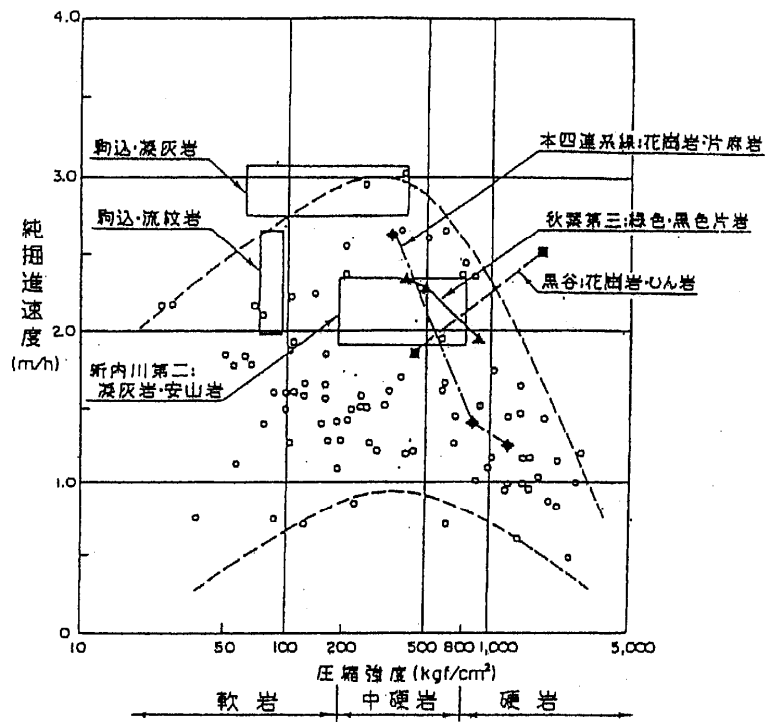 4.0
駒込・凝灰岩
本四連系線:花崗岩・片麻岩
3.0
駒込・流紋岩
秋葉第三:緑色・黒色片岩
黒谷:花崗岩・ひん岩
純掘進速度
(m/h)
2.0
新内川第二:
凝灰岩・安山岩
1.0
0
10 50 100 200 500 800 1,000 5,000
圧縮強度(kgf/cm²)
軟岩 中硬岩 硬岩